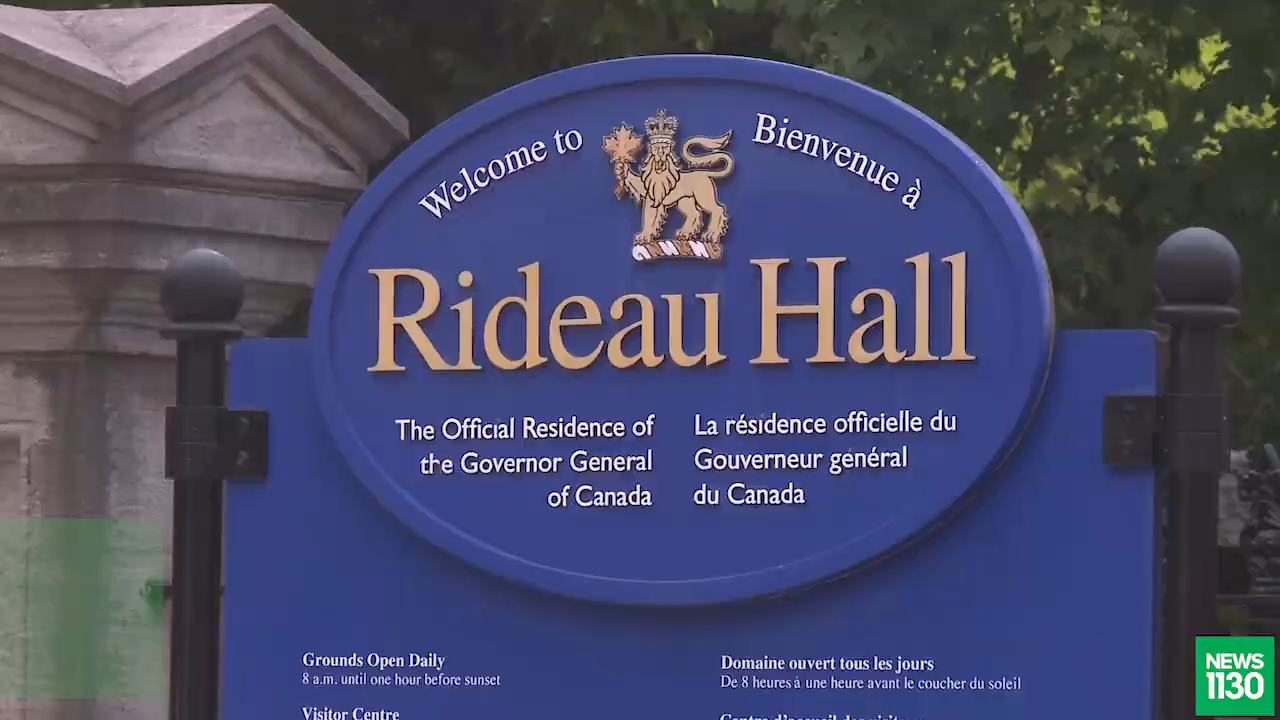 Welcome to
Bienvenue à
Rideau Hall
The Official Residence of
the Governor General
of Canada
La résidence officielle du
Gouverneur général
du Canada
Grounds Open Daily
8 a.m. until one hour before sunset
Visitor Centre
Domaine ouvert tous les jours
De 8 heures à une heure avant le coucher du soleil
NEWS
1130